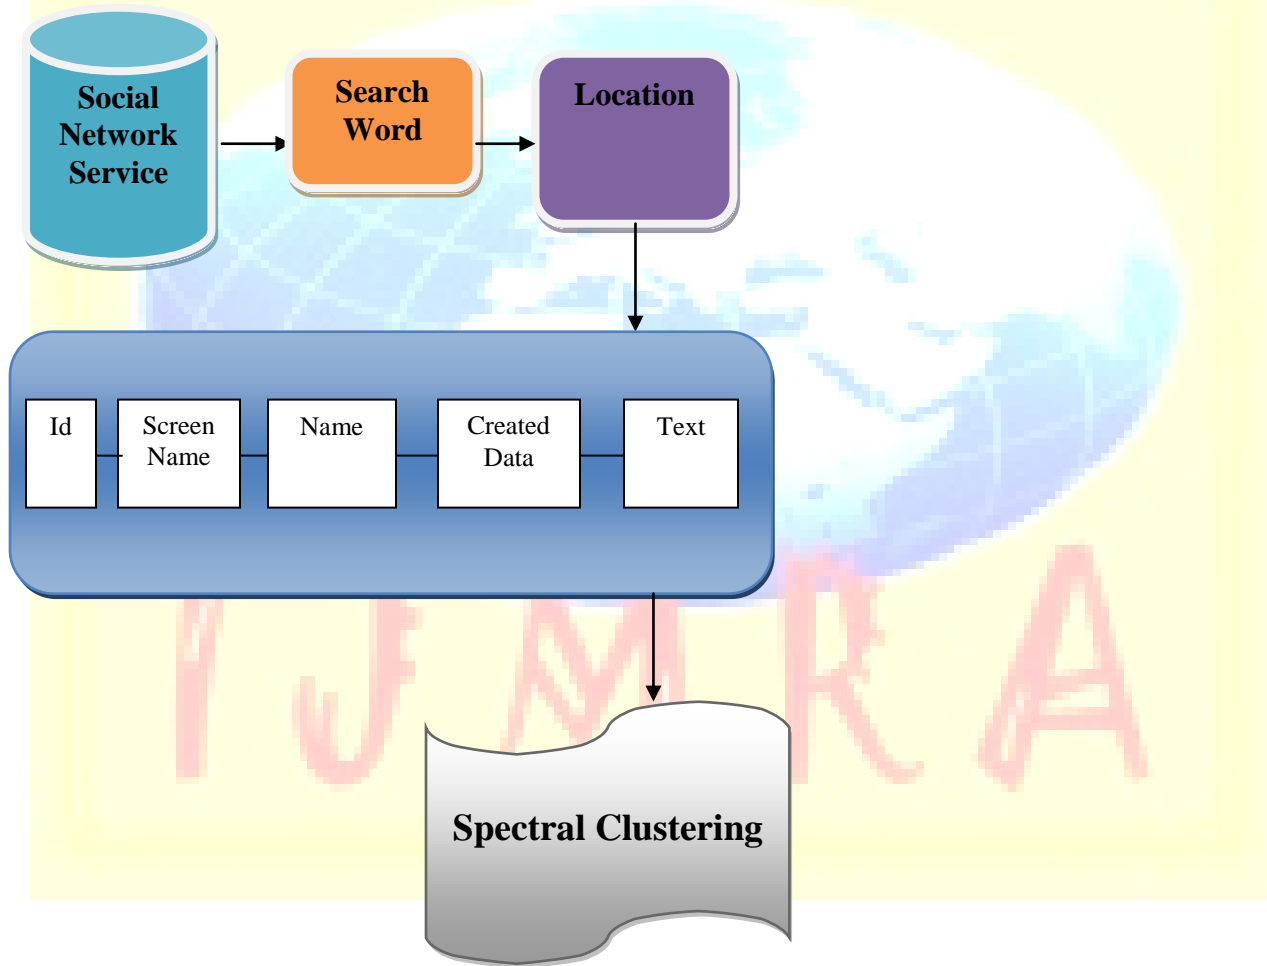 Social
Network
Service
Search
Word
Location
Id
Screen
Name
Name
Created
Data
Text
IJMRA
Spectral Clustering